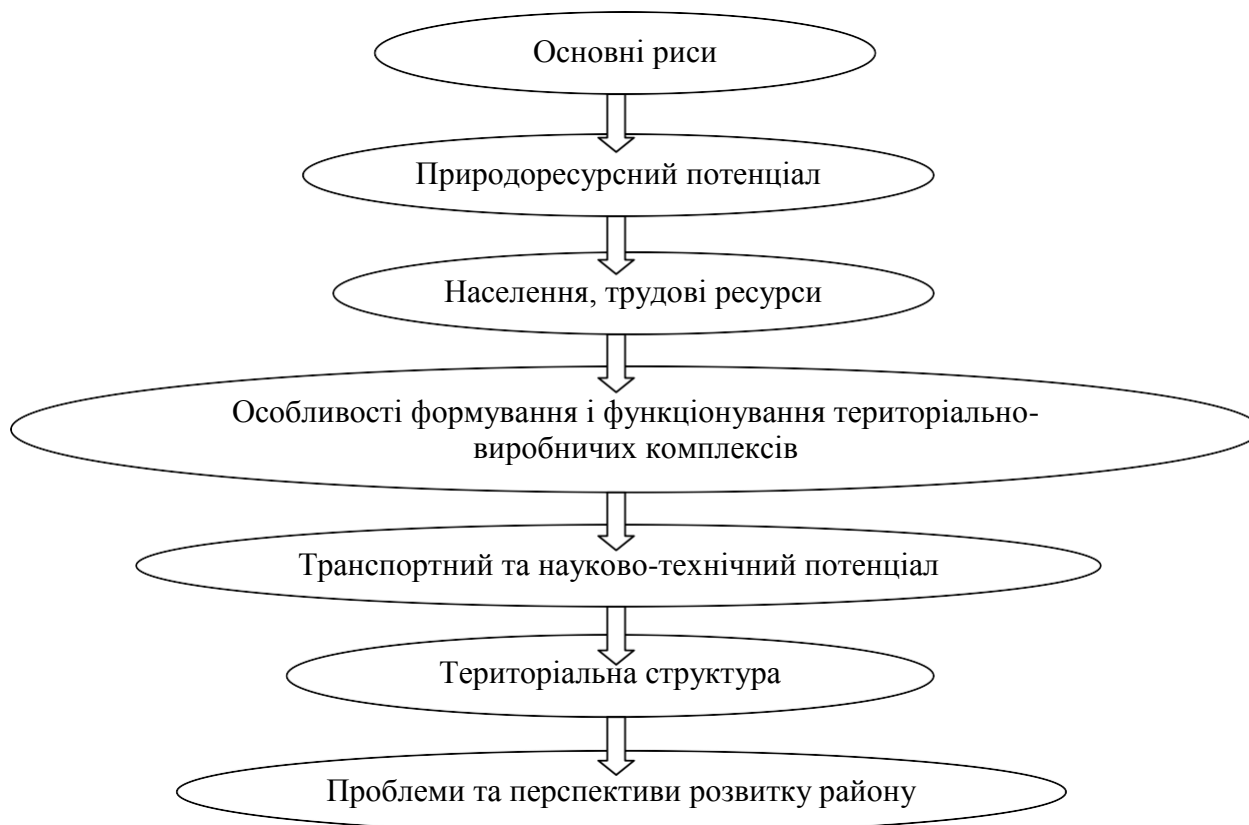 Основні риси
Природоресурсний потенціал
Населення, трудові ресурси
Особливості формування і функціонування територіально-
виробничих комплексів
Транспортний та науково-технічний потенціал
Територіальна структура
Проблеми та перспективи розвитку району